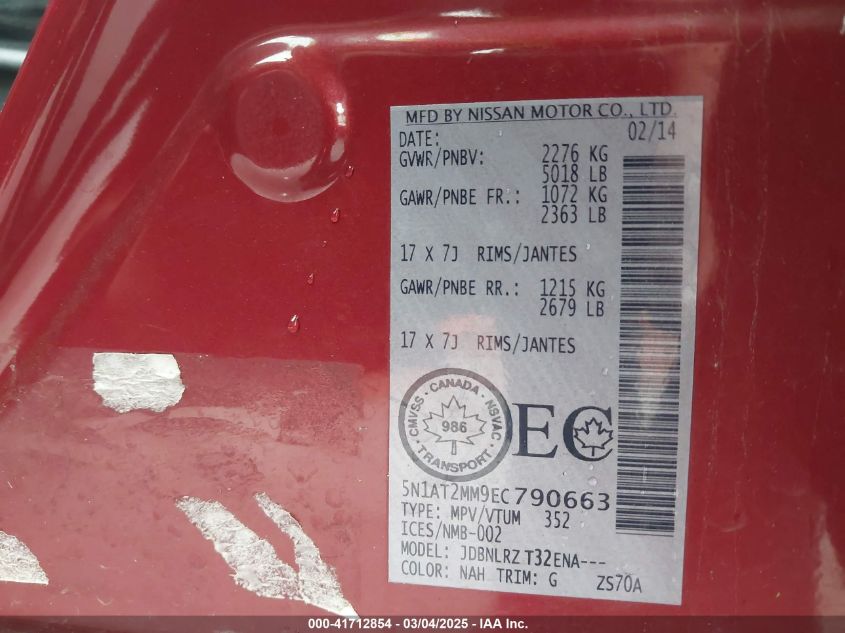 MFD BY NISSAN MOTOR CO., LTD.
DATE: 02/14
GVWR/PNBV: 2276 KG
5018 LB
GAWR/PNBE FR.: 1072 KG
2363 LB
17 X 7J RIMS/JANTES
GAWR/PNBE RR.: 1215 KG
2679 LB
17 X 7J RIMS/JANTES
CMVSS · CANADA · NSVAC
986
· TRANSPORT ·
EC
5N1AT2MM9EC790663
TYPE: MPV/VTUM 352
ICES/NMB-002
MODEL: JDBNLRZ T32ENA---
COLOR: NAH TRIM: G ZS70A
000-41712854 - 03/04/2025 - IAA Inc.